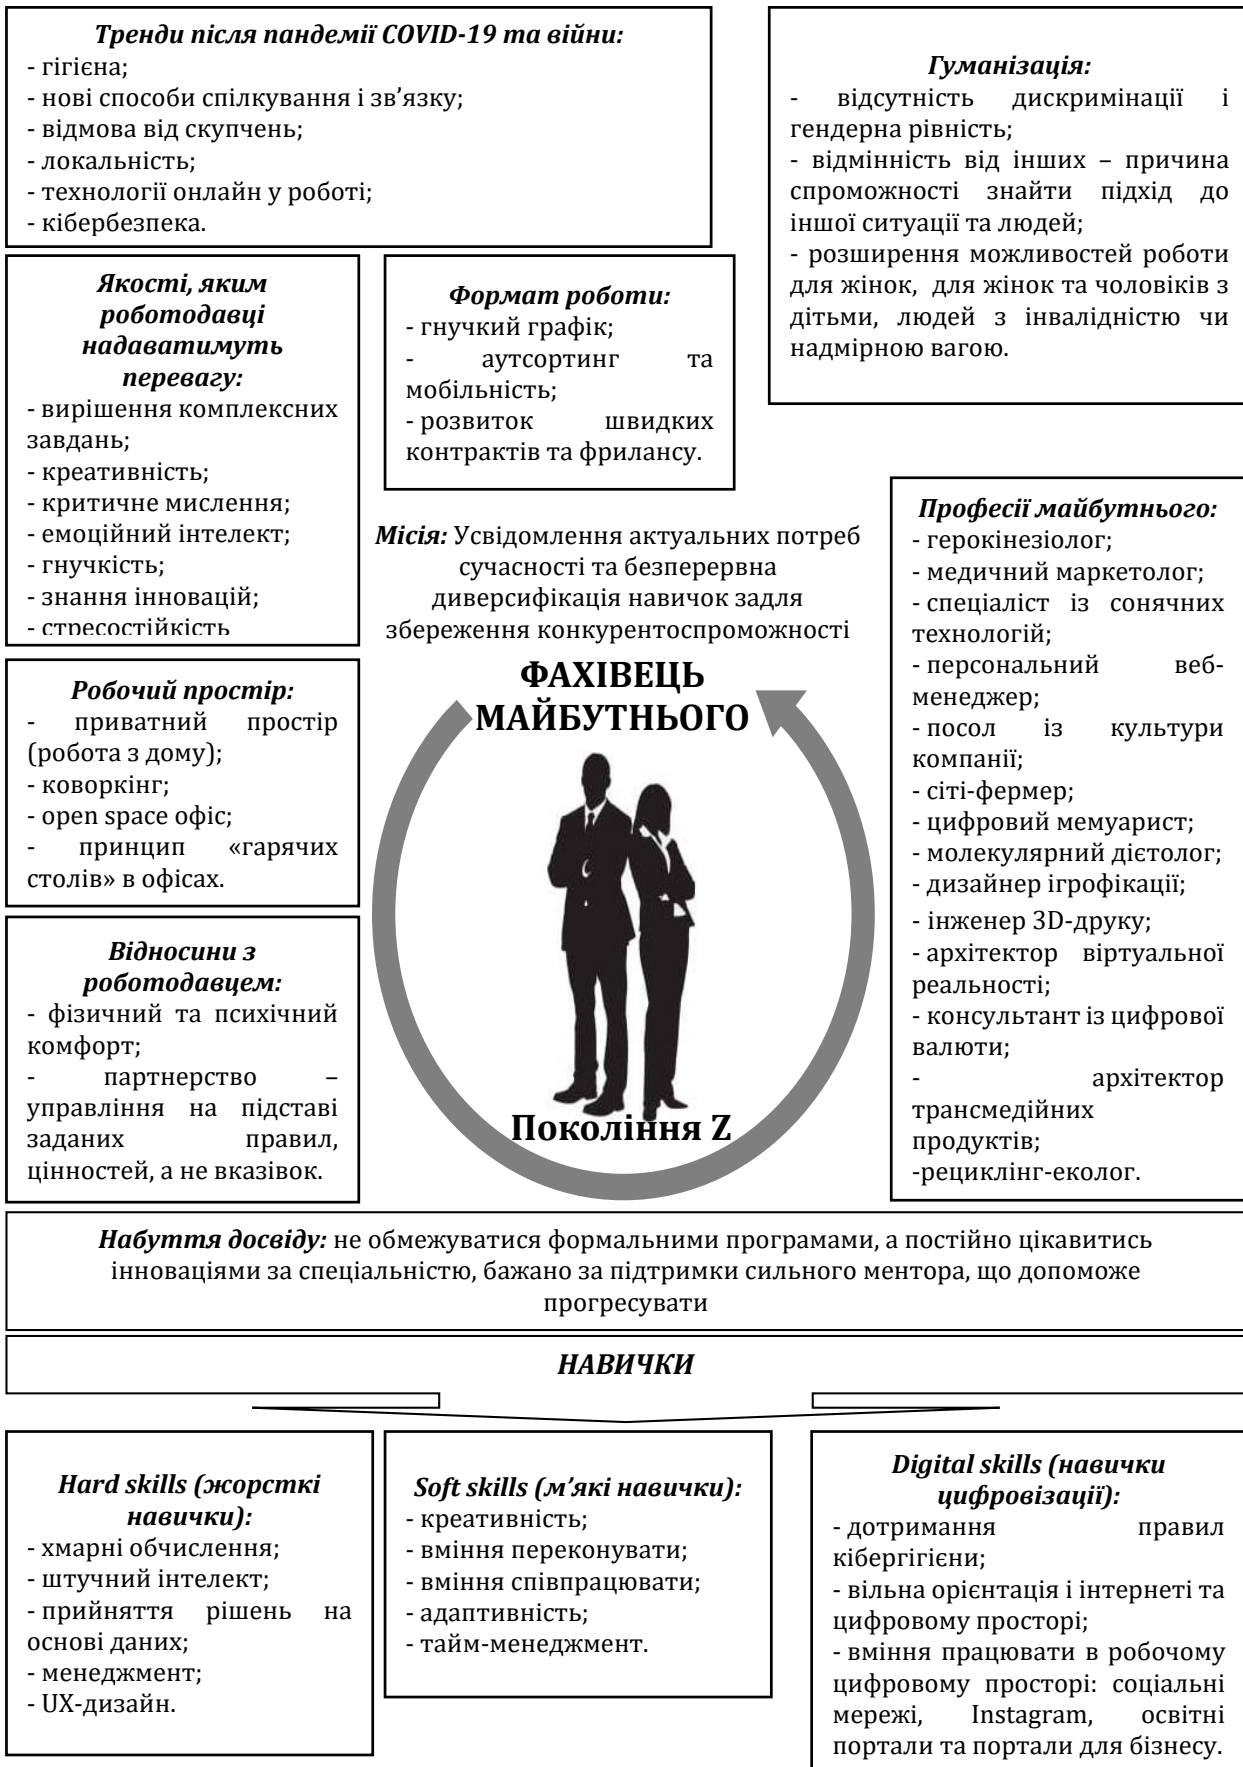 Тренди після пандемії COVID-19 та війни:
- гігієна;
- нові способи спілкування і зв'язку;
- відмова від скупчень;
- локальність;
- технології онлайн у роботі;
- кібербезпека.
Гуманізація:
- відсутність дискримінації і
гендерна рівність;
- відмінність від інших – причина
спроможності знайти підхід до
іншої ситуації та людей;
- розширення можливостей роботи
для жінок, для жінок та чоловіків з
дітьми, людей з інвалідністю чи
надмірною вагою.
Якості, яким
роботодавці
надаватимуть
перевагу:
- вирішення комплексних
завдань;
- креативність;
- критичне мислення;
- емоційний інтелект;
- гнучкість;
- знання інновацій;
- стресостійкість
Формат роботи:
- гнучкий графік;
- аутсортинг та
мобільність;
- розвиток швидких
контрактів та фрилансу.
Місія: Усвідомлення актуальних потреб
сучасності та безперервна
диверсифікація навичок задля
збереження конкурентоспроможності
ФАХІВЕЦЬ
МАЙБУТНЬОГО
Покоління Z
Професії майбутнього:
- герокінезіолог;
- медичний маркетолог;
- спеціаліст із сонячних
технологій;
- персональний веб-
менеджер;
- посол із культури
компанії;
- сіті-фермер;
- цифровий мемуарист;
- молекулярний дієтолог;
- дизайнер ігрофікації;
- інженер 3D-друку;
- архітектор віртуальної
реальності;
- консультант із цифрової
валюти;
- архітектор
трансмедійних
продуктів;
-рециклінг-еколог.
Робочий простір:
- приватний простір
(робота з дому);
- коворкінг;
- open space офіс;
- принцип «гарячих
столів» в офісах.
Відносини з
роботодавцем:
- фізичний та психічний
комфорт;
- партнерство –
управління на підставі
заданих правил,
цінностей, а не вказівок.
Набуття досвіду: не обмежуватися формальними програмами, а постійно цікавитись
інноваціями за спеціальністю, бажано за підтримки сильного ментора, що допоможе
прогресувати
НАВИЧКИ
Hard skills (жорсткі
навички):
- хмарні обчислення;
- штучний інтелект;
- прийняття рішень на
основі даних;
- менеджмент;
- UX-дизайн.
Soft skills (м'які навички):
- креативність;
- вміння переконувати;
- вміння співпрацювати;
- адаптивність;
- тайм-менеджмент.
Digital skills (навички
цифровізації):
- дотримання правил
кібергігієни;
- вільна орієнтація і інтернеті та
цифровому просторі;
- вміння працювати в робочому
цифровому просторі: соціальні
мережі, Instagram, освітні
портали та портали для бізнесу.